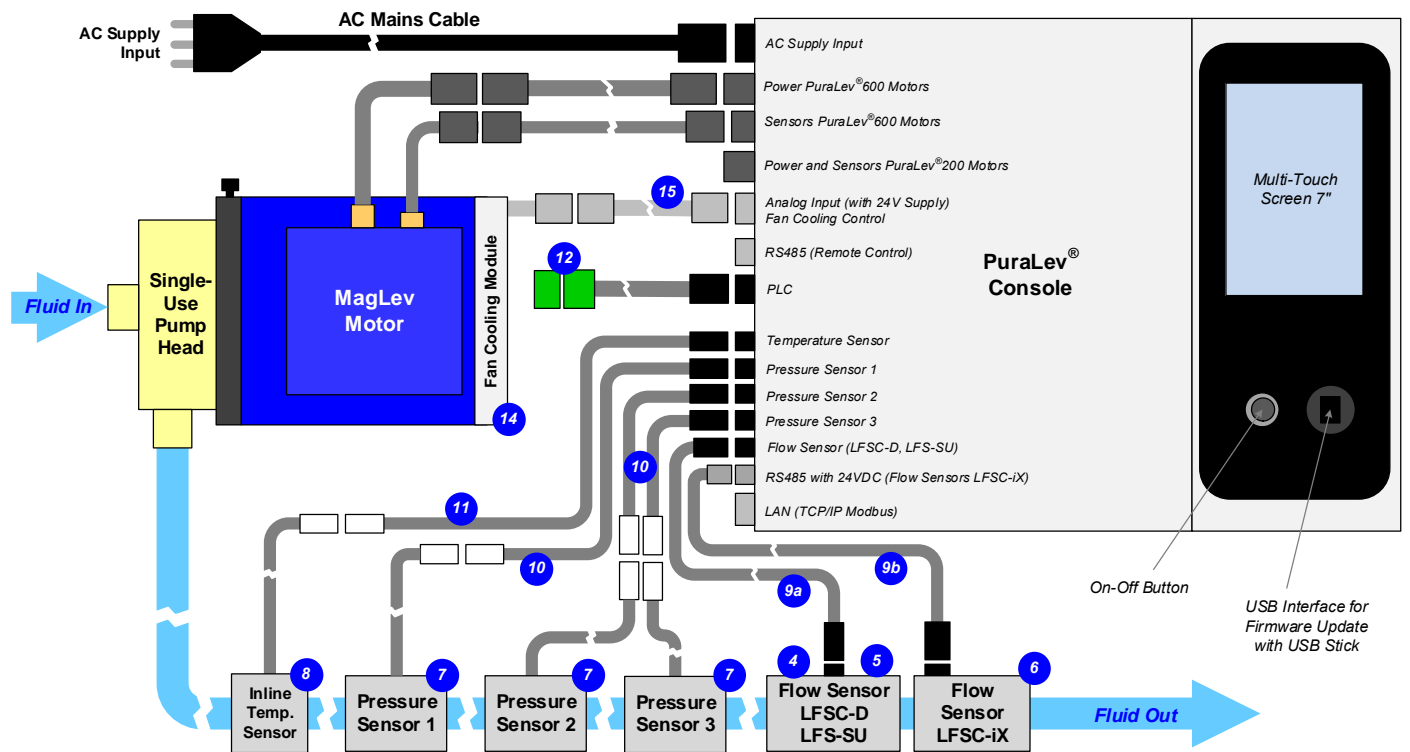 AC Supply
Input
AC Mains Cable
AC Supply Input
Power PuraLev®600 Motors
Sensors PuraLev®600 Motors
Power and Sensors PuraLev®200 Motors
15
Analog Input (with 24V Supply)
Fan Cooling Control
RS485 (Remote Control)
12
PLC
Temperature Sensor
Pressure Sensor 1
Pressure Sensor 2
Pressure Sensor 3
Flow Sensor (LFSC-D, LFS-SU)
RS485 with 24VDC (Flow Sensors LFSC-iX)
LAN (TCP/IP Modbus)
PuraLev®
Console
Multi-Touch
Screen 7"
On-Off Button
USB Interface for
Firmware Update
with USB Stick
Fluid In
Single-
Use
Pump
Head
MagLev
Motor
Fan Cooling Module
14
10
11
10
9a
9b
8
Inline
Temp.
Sensor
7
Pressure
Sensor 1
7
Pressure
Sensor 2
7
Pressure
Sensor 3
4
5
Flow Sensor
LFSC-D
LFS-SU
6
Flow
Sensor
LFSC-iX
Fluid Out